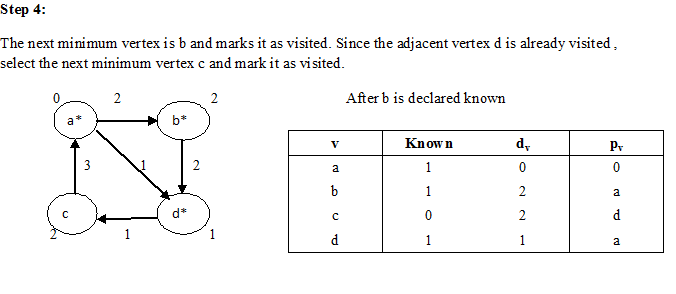 Step 4:
The next minimum vertex is b and marks it as visited. Since the adjacent vertex d is already visited,
select the next minimum vertex c and mark it as visited.
0 2 2
a* b*
3 1 2
c d*
2 1 1
After b is declared known
v Known dv pv
a 1 0 0
b 1 2 a
c 0 2 d
d 1 1 a